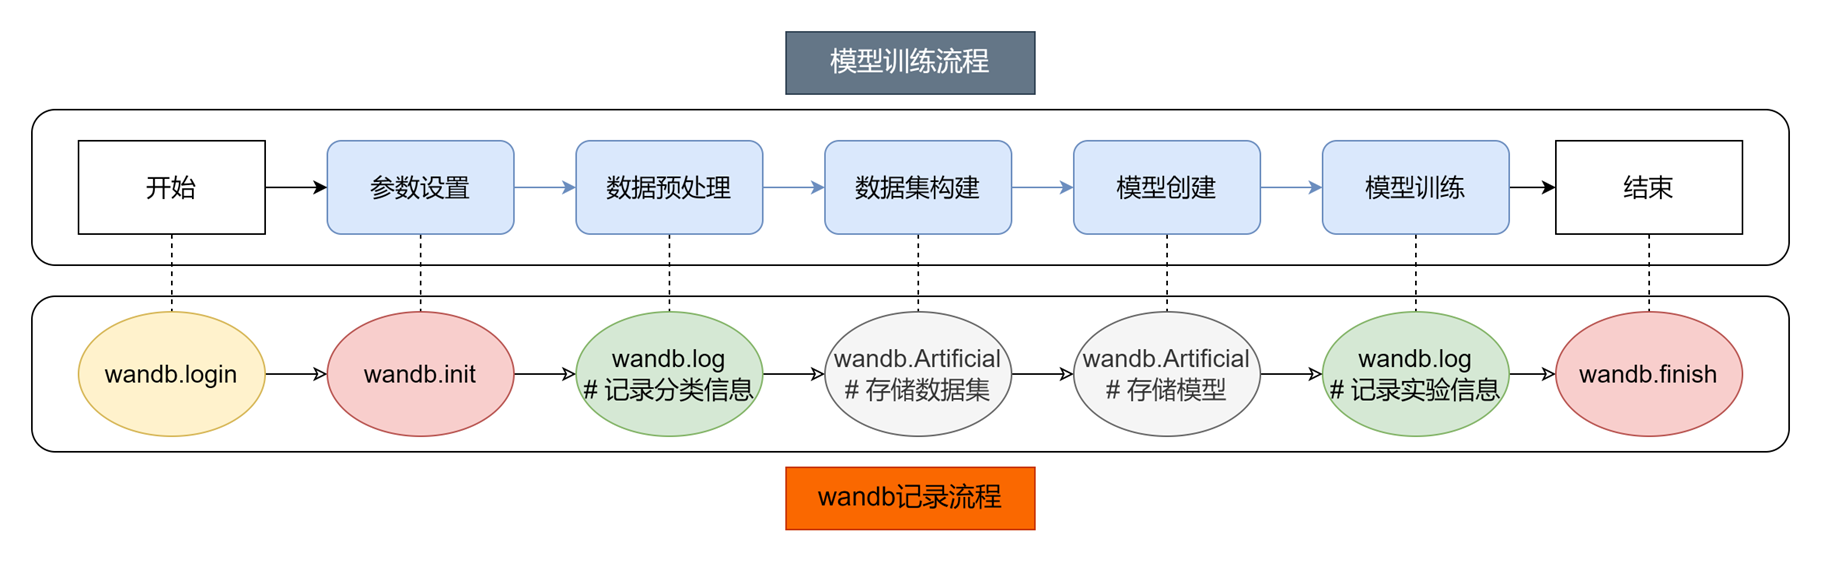 模型训练流程
开始
参数设置
数据预处理
数据集构建
模型创建
模型训练
结束
wandb.login
wandb.init
wandb.log
# 记录分类信息
wandb.Artificial
# 存储数据集
wandb.Artificial
# 存储模型
wandb.log
# 记录实验信息
wandb.finish
wandb记录流程